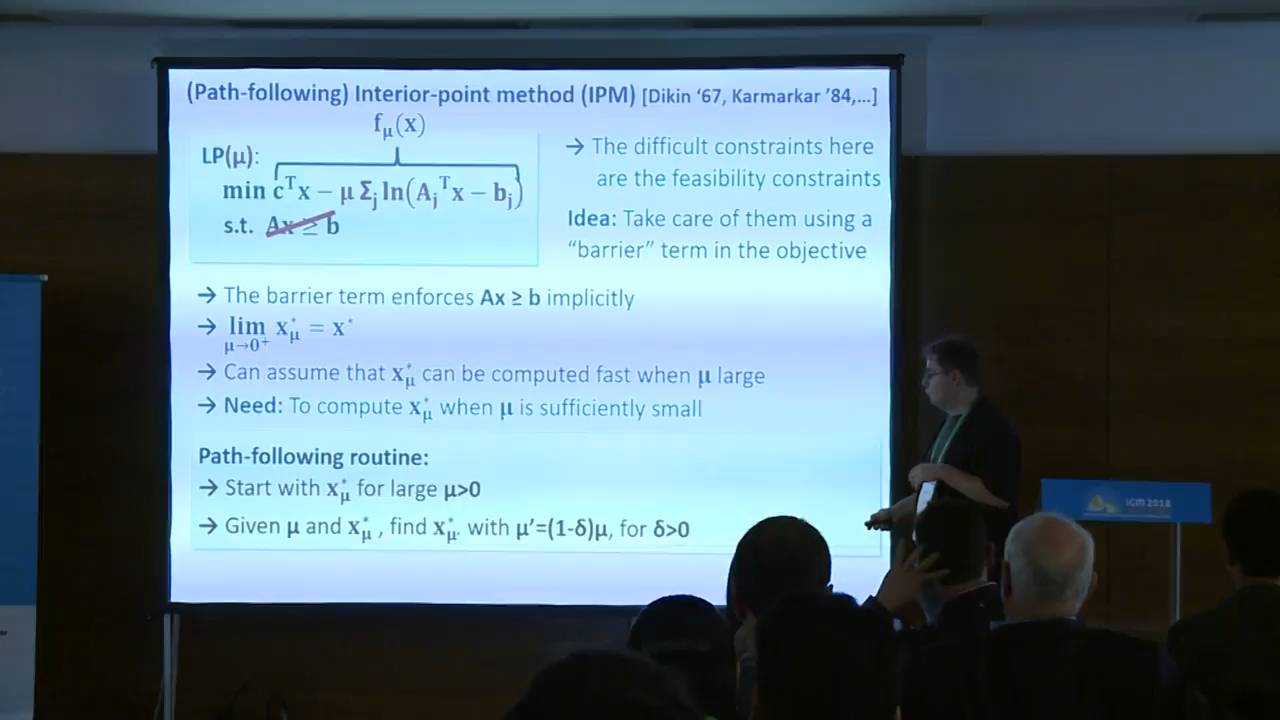 (Path-following) Interior-point method (IPM) [Dikin '67, Karmarkar '84,...]
fμ(x)
LP(μ):
min cᵀx − μ Σⱼ ln(Aⱼᵀx − bⱼ)
s.t. Ax ≥ b
→ The difficult constraints here
are the feasibility constraints
Idea: Take care of them using a
"barrier" term in the objective
→ The barrier term enforces Ax ≥ b implicitly
→ lim x*μ = x*
μ→0⁺
→ Can assume that x*μ can be computed fast when μ large
→ Need: To compute x*μ when μ is sufficiently small
Path-following routine:
→ Start with x*μ for large μ>0
→ Given μ and x*μ , find x*μ' with μ'=(1-δ)μ, for δ>0
ICM 2018